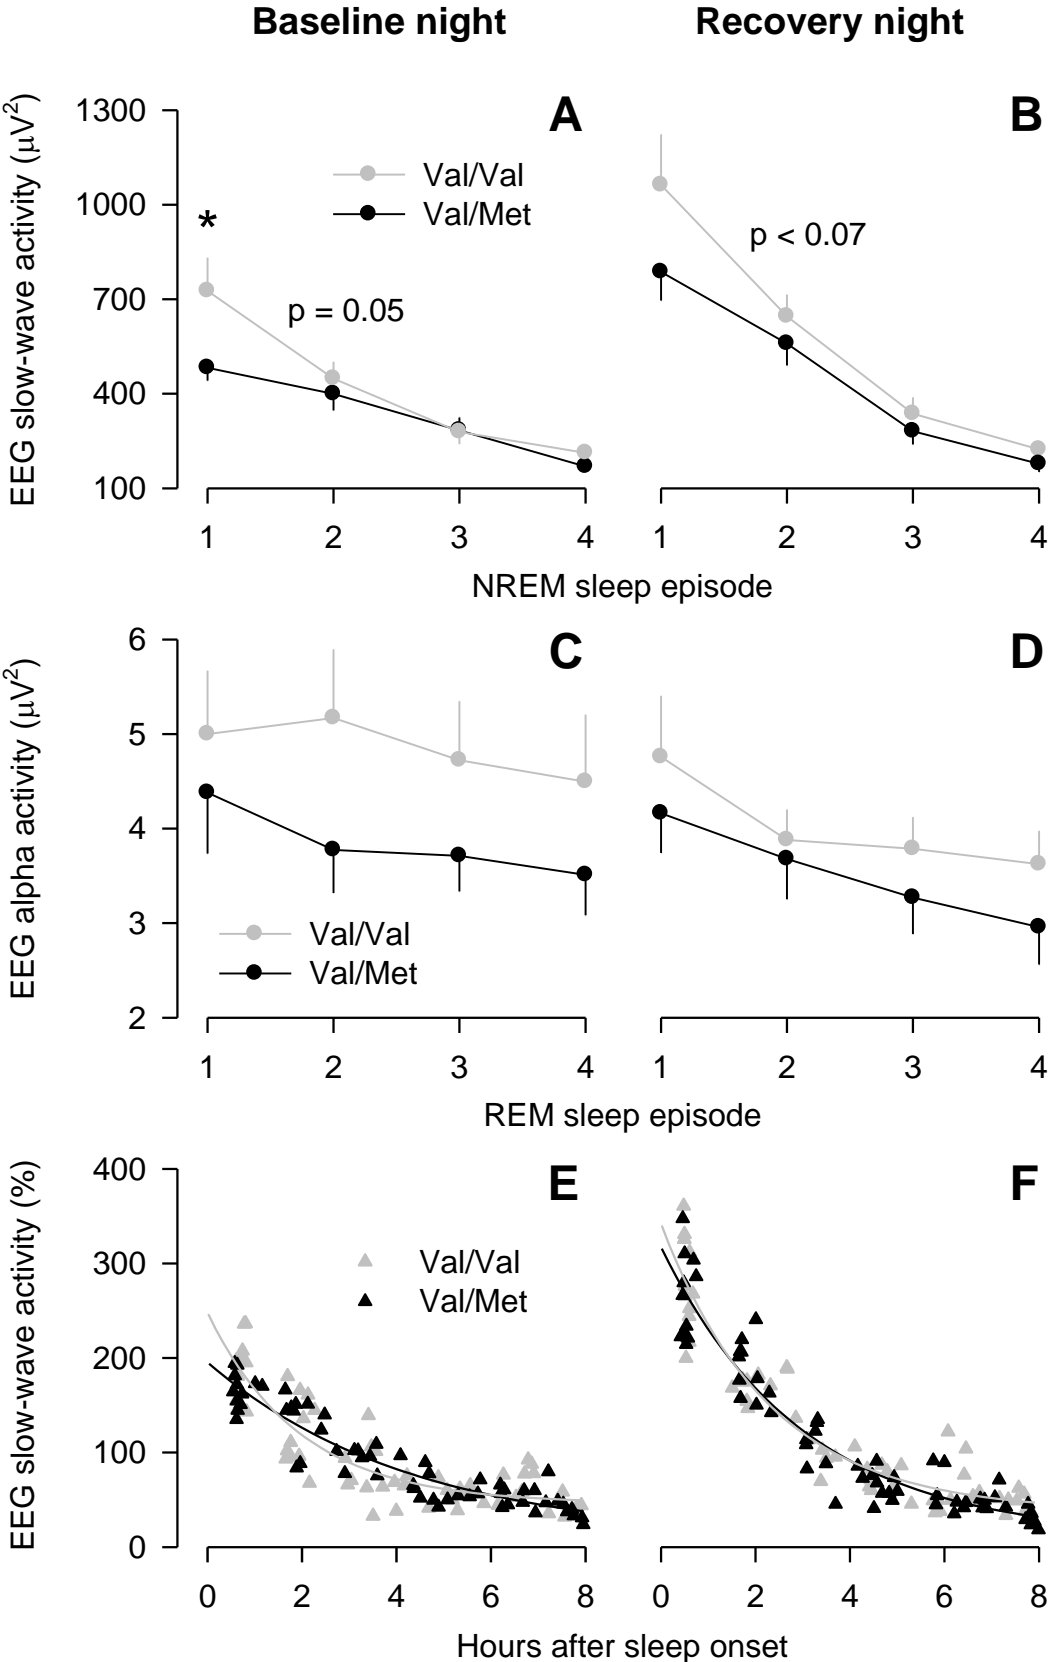 Baseline night
Recovery night
EEG slow-wave activity (μV²)
1300
1000
700
400
100
A
Val/Val
Val/Met
*
p = 0.05
1 2 3 4
B
p < 0.07
1 2 3 4
NREM sleep episode
EEG alpha activity (μV²)
6
5
4
3
2
C
Val/Val
Val/Met
1 2 3 4
D
1 2 3 4
REM sleep episode
EEG slow-wave activity (%)
400
300
200
100
0
E
Val/Val
Val/Met
0 2 4 6 8
F
0 2 4 6 8
Hours after sleep onset